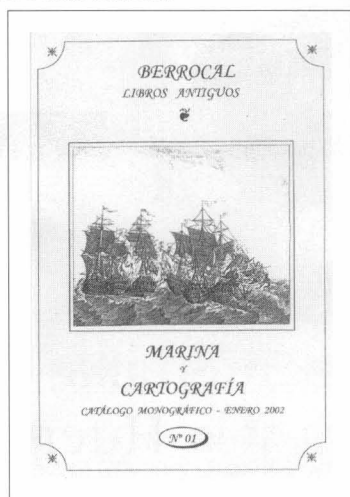 BERROCAL
LIBROS ANTIGUOS
MARINA
Y
CARTOGRAFÍA
CATÁLOGO MONOGRÁFICO - ENERO 2002
Nº 01